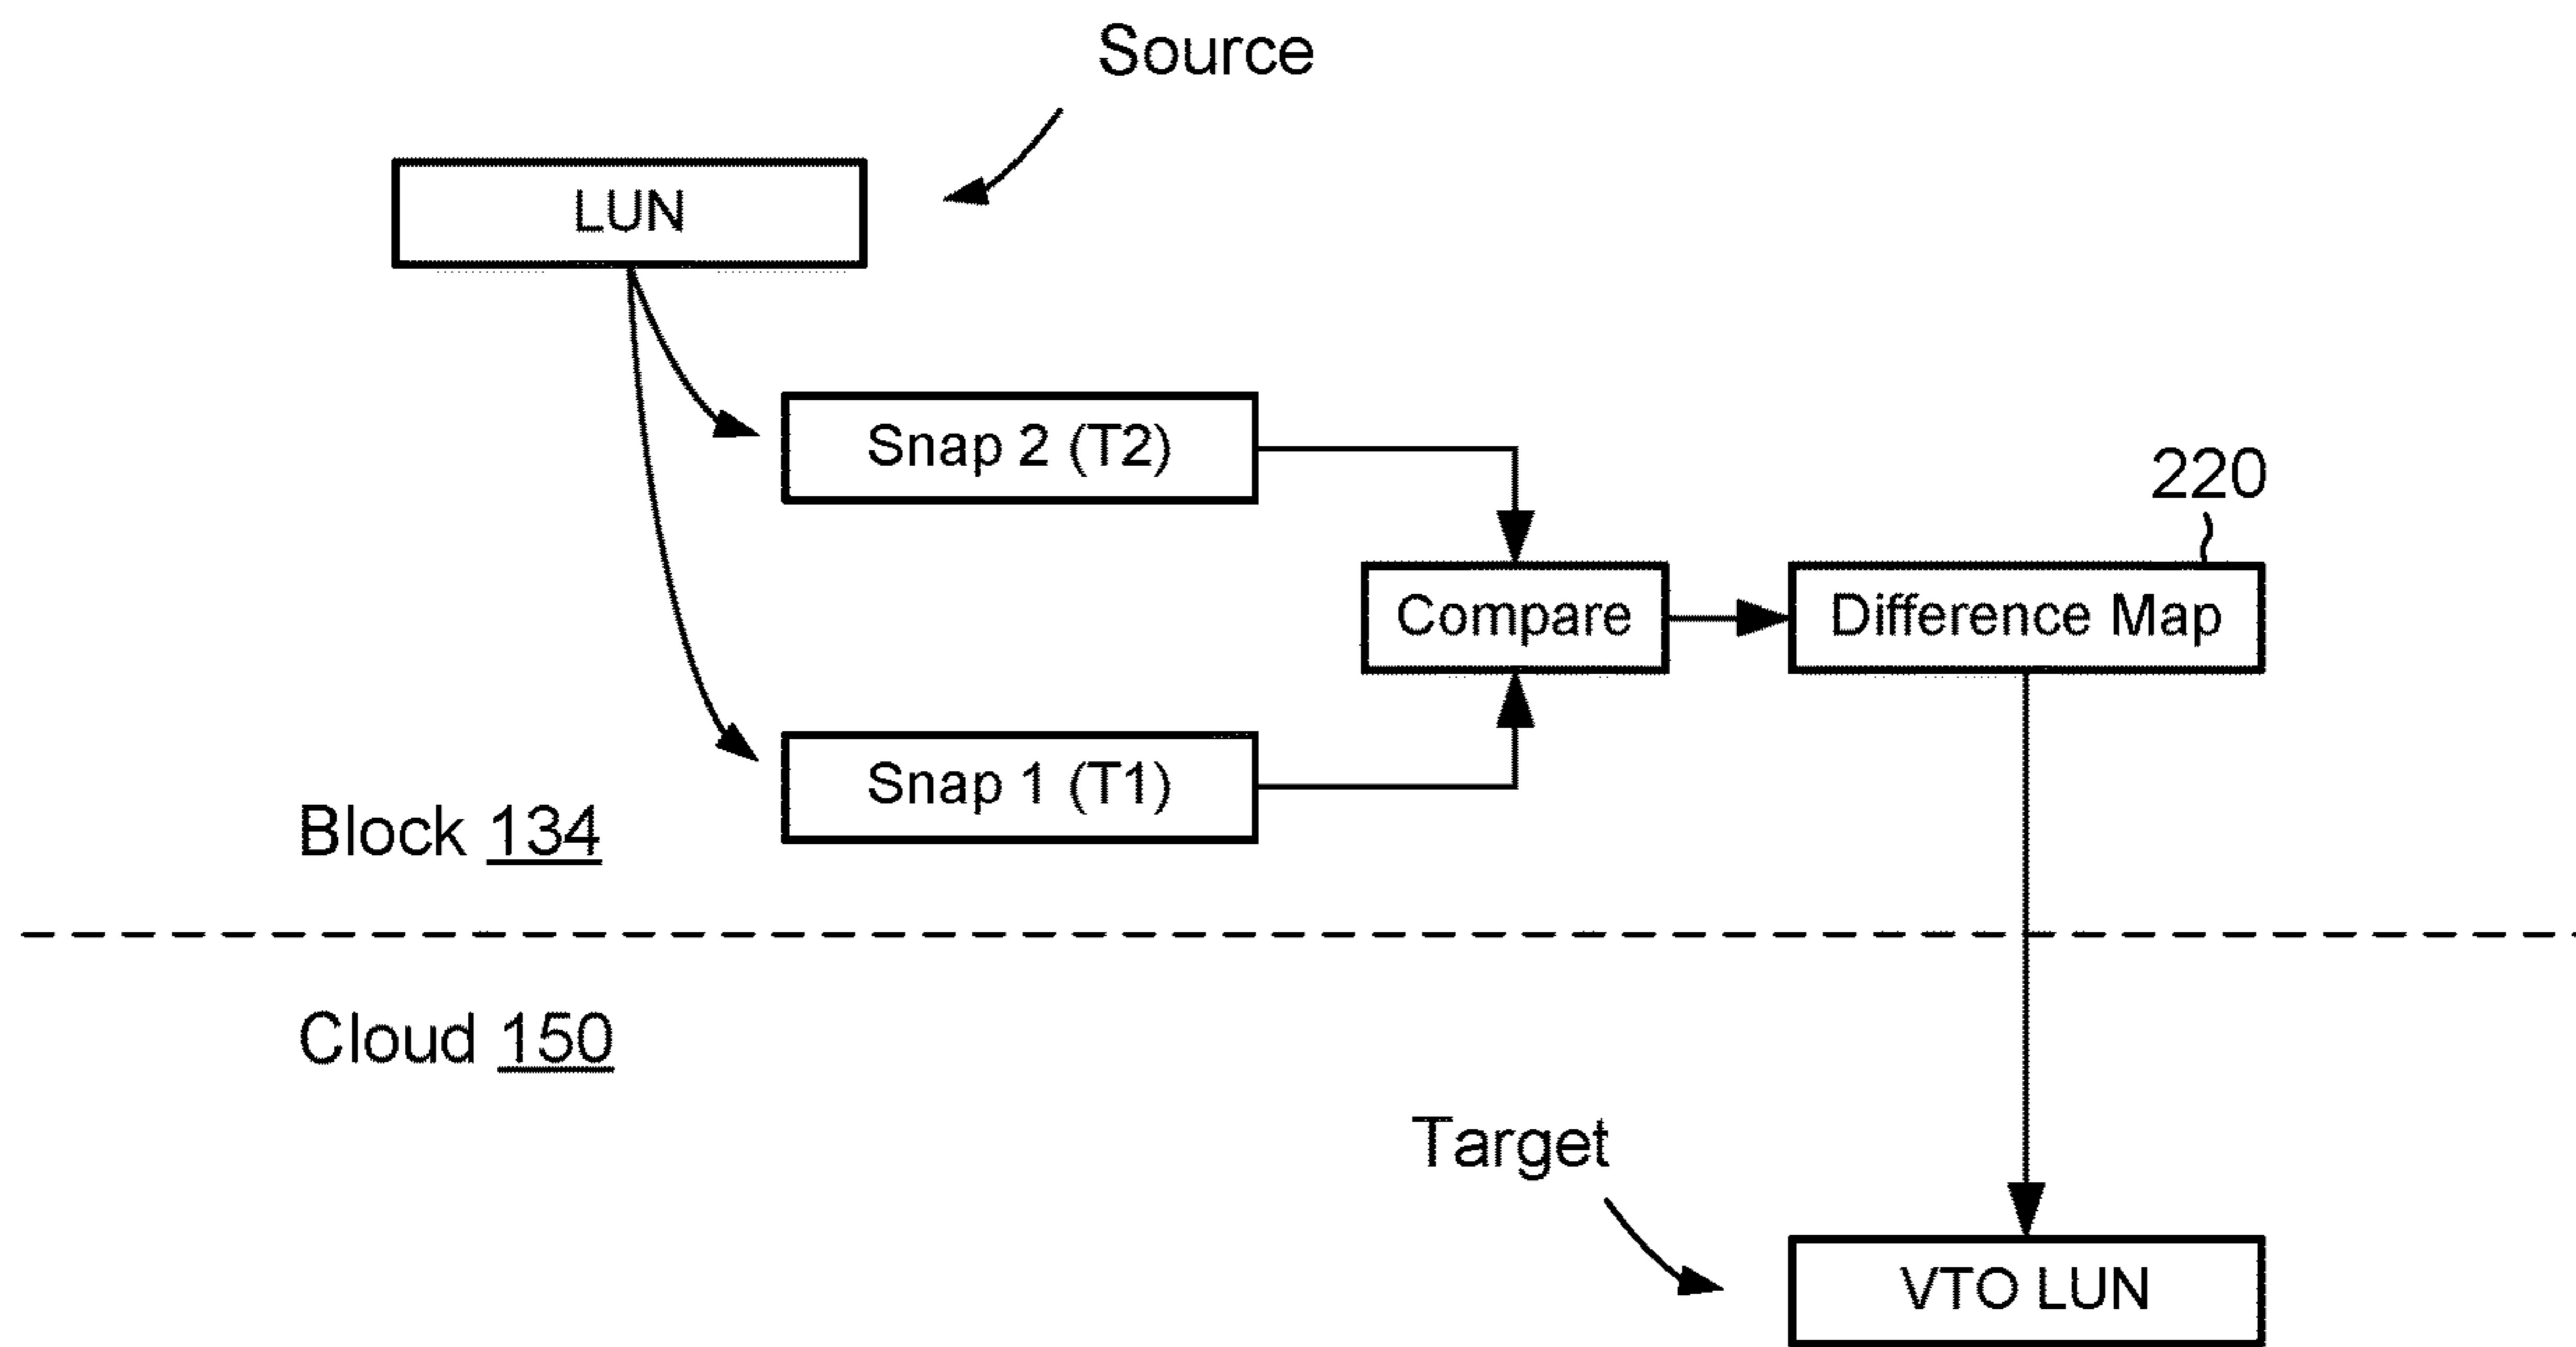 Source
LUN
Snap 2 (T2)
220
Compare
Difference Map
Snap 1 (T1)
Block 134
Cloud 150
Target
VTO LUN